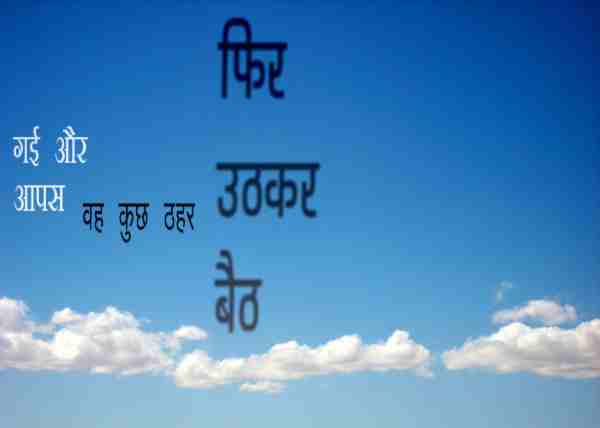 फिर
उठकर
बैठ
गई और
आपस
वह कुछ ठहर